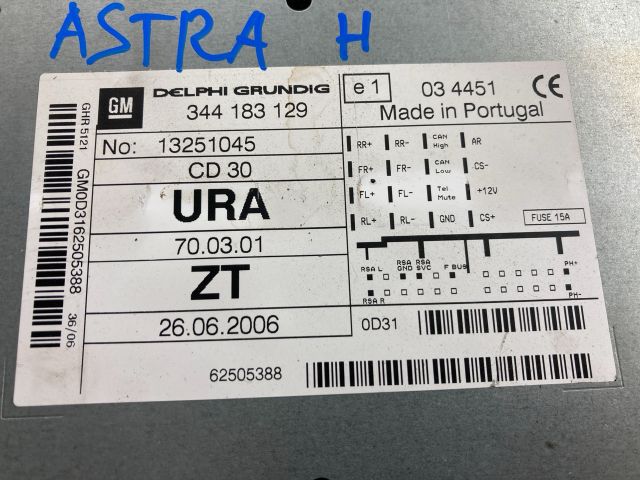 ASTRA H
GM
DELPHI GRUNDIG
344 183 129
e 1
03 4451
CE
Made in Portugal
No: 13251045
CD 30
URA
70.03.01
ZT
26.06.2006
62505388
RR+ RR- CAN High AR
FR+ FR- CAN Low CS-
FL+ FL- Tel Mute +12V
RL+ RL- GND CS+ FUSE 15A
RSA L RSA GND RSA SVC F BUS PH+
RSA R PH-
0D31
GHR 5121
GM0D3162505388
36/06